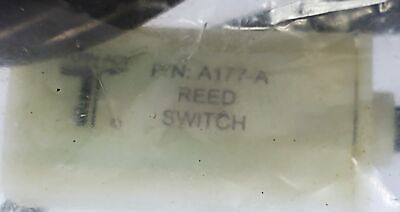 P/N: A177-A
REED
SWITCH